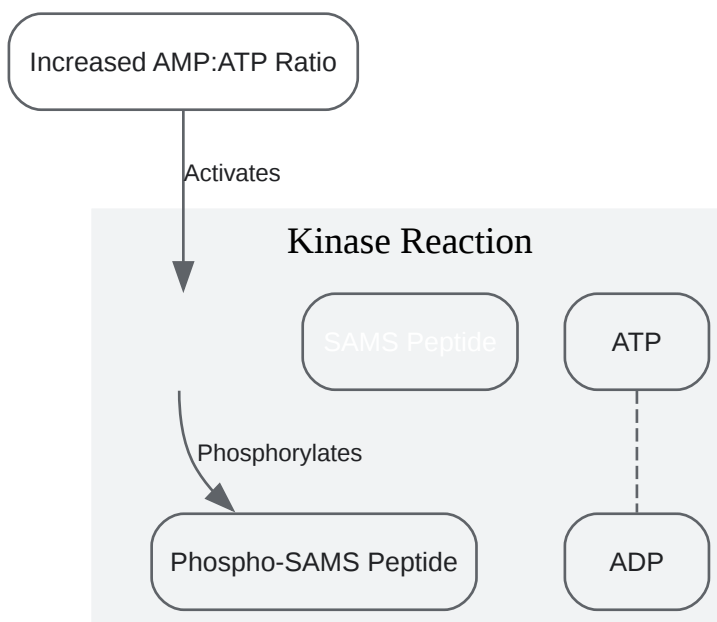 Increased AMP:ATP Ratio
Activates
Kinase Reaction
SAMS Peptide
ATP
Phosphorylates
Phospho-SAMS Peptide
ADP